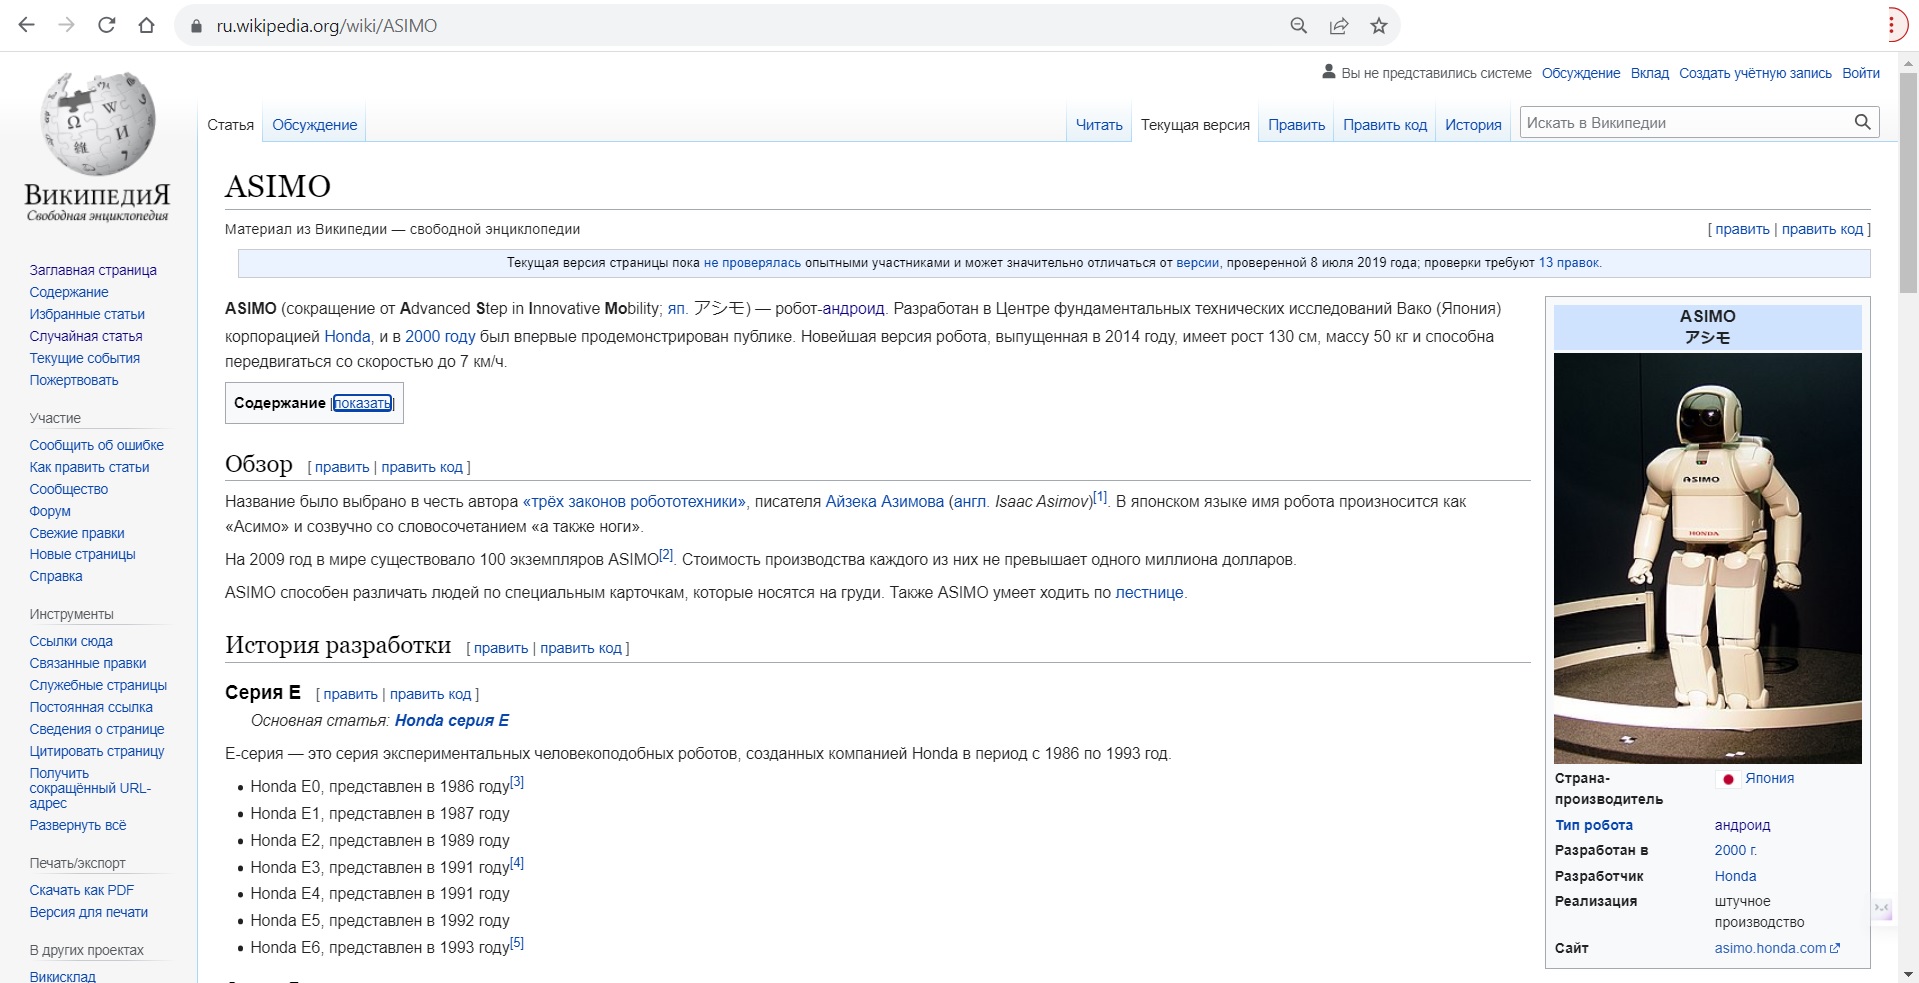 ru.wikipedia.org/wiki/ASIMO
Вы не представились системе Обсуждение Вклад Создать учётную запись Войти
Статья Обсуждение Читать Текущая версия Править Править код История Искать в Википедии
ВИКИПЕДИЯ
Свободная энциклопедия
Заглавная страница
Содержание
Избранные статьи
Случайная статья
Текущие события
Пожертвовать
Участие
Сообщить об ошибке
Как править статьи
Сообщество
Форум
Свежие правки
Новые страницы
Справка
Инструменты
Ссылки сюда
Связанные правки
Служебные страницы
Постоянная ссылка
Сведения о странице
Цитировать страницу
Получить
сокращённый URL-
адрес
Развернуть всё
Печать/экспорт
Скачать как PDF
Версия для печати
В других проектах
Викисклад
ASIMO
Материал из Википедии — свободной энциклопедии [ править | править код ]
Текущая версия страницы пока не проверялась опытными участниками и может значительно отличаться от версии, проверенной 8 июля 2019 года; проверки требуют 13 правок.
ASIMO (сокращение от Advanced Step in Innovative Mobility; яп. アシモ) — робот-андроид. Разработан в Центре фундаментальных технических исследований Вако (Япония)
корпорацией Honda, и в 2000 году был впервые продемонстрирован публике. Новейшая версия робота, выпущенная в 2014 году, имеет рост 130 см, массу 50 кг и способна
передвигаться со скоростью до 7 км/ч.
Содержание [показать]
Обзор [ править | править код ]
Название было выбрано в честь автора «трёх законов робототехники», писателя Айзека Азимова (англ. Isaac Asimov)[1]. В японском языке имя робота произносится как
«Асимо» и созвучно со словосочетанием «а также ноги».
На 2009 год в мире существовало 100 экземпляров ASIMO[2]. Стоимость производства каждого из них не превышает одного миллиона долларов.
ASIMO способен различать людей по специальным карточкам, которые носятся на груди. Также ASIMO умеет ходить по лестнице.
История разработки [ править | править код ]
Серия E [ править | править код ]
Основная статья: Honda серия E
Е-серия — это серия экспериментальных человекоподобных роботов, созданных компанией Honda в период с 1986 по 1993 год.
Honda E0, представлен в 1986 году[3]
Honda E1, представлен в 1987 году
Honda E2, представлен в 1989 году
Honda E3, представлен в 1991 году[4]
Honda E4, представлен в 1991 году
Honda E5, представлен в 1992 году
Honda E6, представлен в 1993 году[5]
ASIMO
アシモ
ASIMO
HONDA
Страна- Япония
производитель
Тип робота андроид
Разработан в 2000 г.
Разработчик Honda
Реализация штучное
производство
Сайт asimo.honda.com